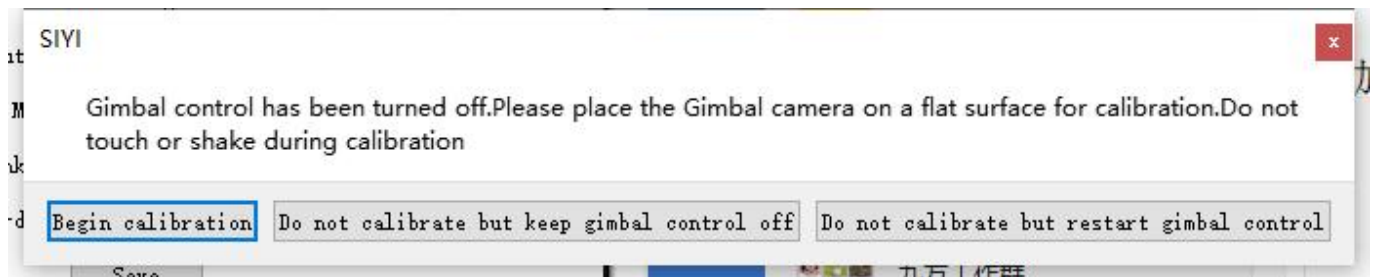 SIYI
x
Gimbal control has been turned off.Please place the Gimbal camera on a flat surface for calibration.Do not
touch or shake during calibration
Begin calibration
Do not calibrate but keep gimbal control off
Do not calibrate but restart gimbal control